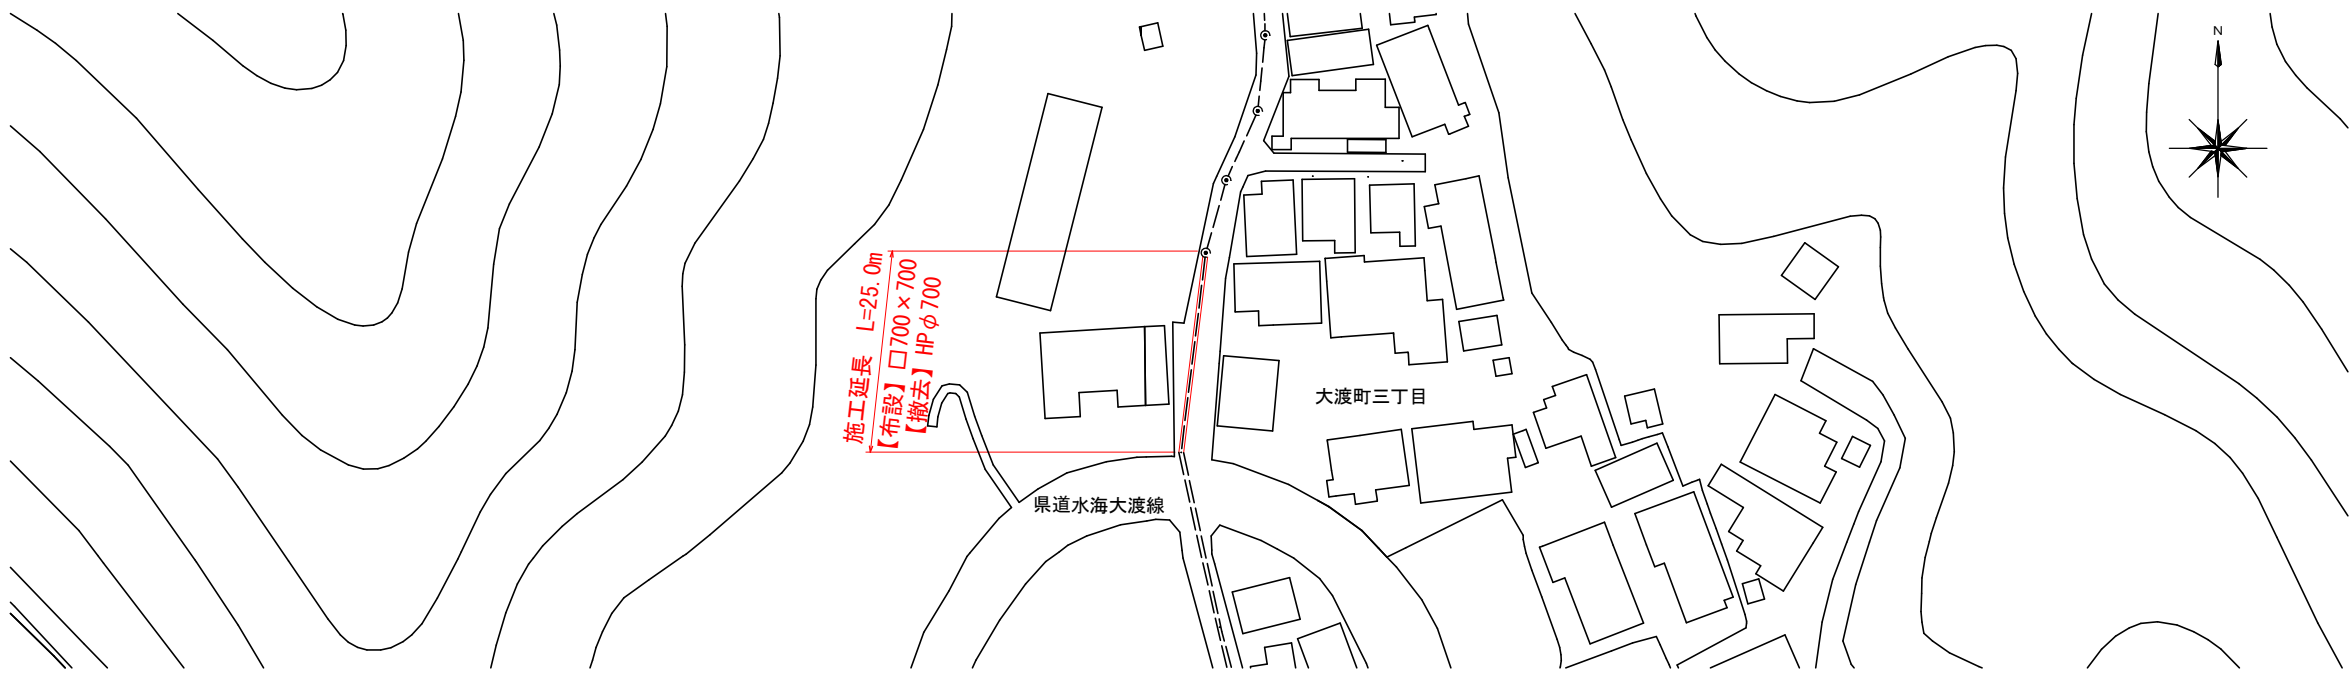 N
施工延長 L=25.0m
【布設】□700×700
【撤去】HPφ700
大渡町三丁目
県道水海大渡線